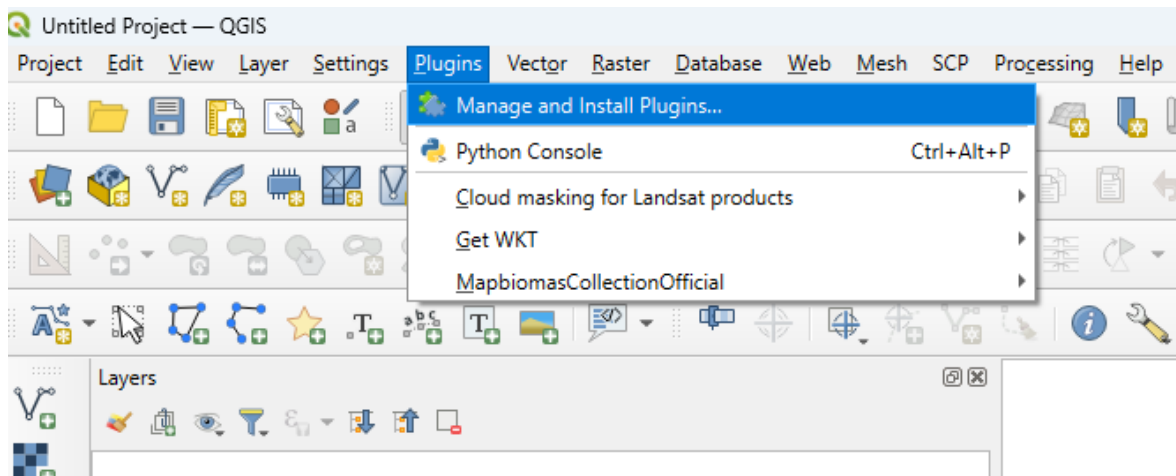 Untitled Project — QGIS
Project Edit View Layer Settings Plugins Vector Raster Database Web Mesh SCP Processing Help
Manage and Install Plugins...
Python Console Ctrl+Alt+P
Cloud masking for Landsat products
Get WKT
MapbiomasCollectionOfficial
Layers